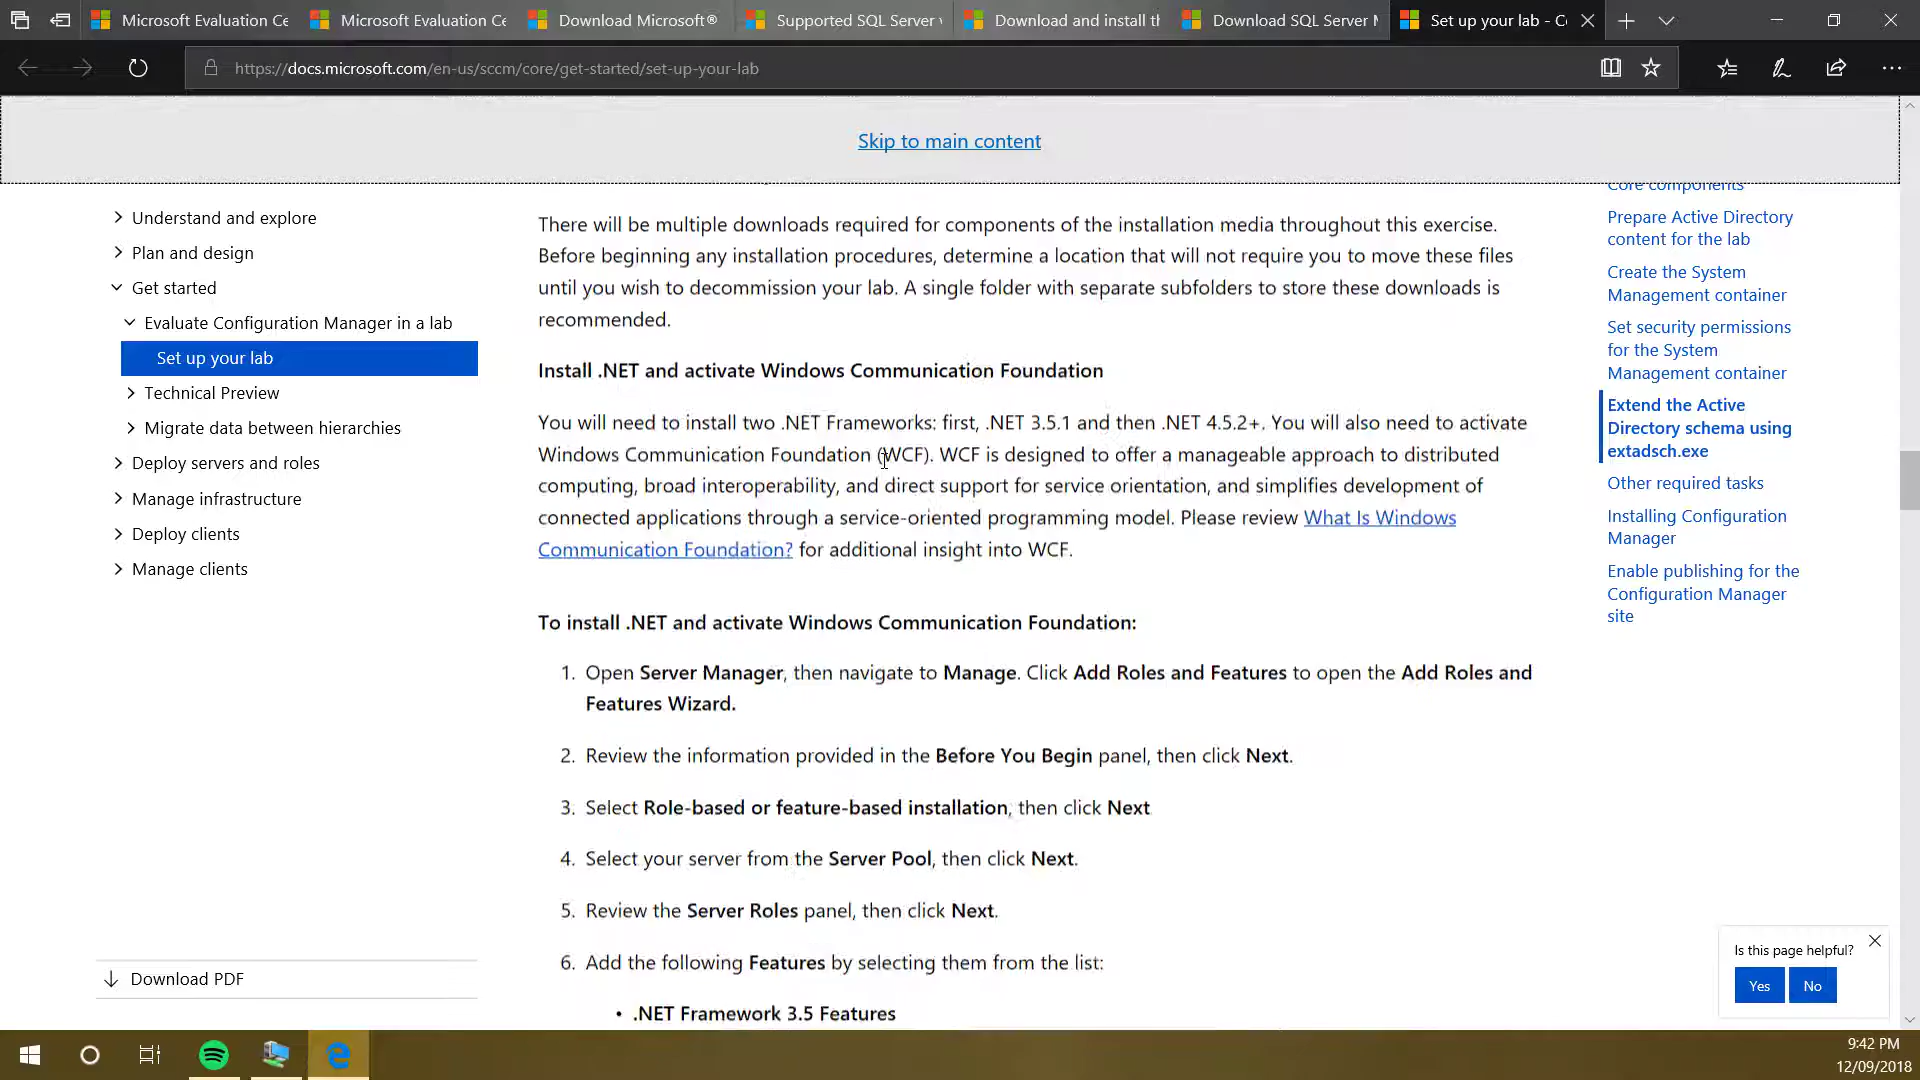 Microsoft Evaluation Ce
Microsoft Evaluation Ce
Download Microsoft®
Supported SQL Server v
Download and install th
Download SQL Server M
Set up your lab - Co
https://docs.microsoft.com/en-us/sccm/core/get-started/set-up-your-lab
Skip to main content
Understand and explore
Plan and design
Get started
Evaluate Configuration Manager in a lab
Set up your lab
Technical Preview
Migrate data between hierarchies
Deploy servers and roles
Manage infrastructure
Deploy clients
Manage clients
Download PDF
There will be multiple downloads required for components of the installation media throughout this exercise.
Before beginning any installation procedures, determine a location that will not require you to move these files
until you wish to decommission your lab. A single folder with separate subfolders to store these downloads is
recommended.
Install .NET and activate Windows Communication Foundation
You will need to install two .NET Frameworks: first, .NET 3.5.1 and then .NET 4.5.2+. You will also need to activate
Windows Communication Foundation (WCF). WCF is designed to offer a manageable approach to distributed
computing, broad interoperability, and direct support for service orientation, and simplifies development of
connected applications through a service-oriented programming model. Please review What Is Windows
Communication Foundation? for additional insight into WCF.
To install .NET and activate Windows Communication Foundation:
1. Open Server Manager, then navigate to Manage. Click Add Roles and Features to open the Add Roles and
Features Wizard.
2. Review the information provided in the Before You Begin panel, then click Next.
3. Select Role-based or feature-based installation, then click Next
4. Select your server from the Server Pool, then click Next.
5. Review the Server Roles panel, then click Next.
6. Add the following Features by selecting them from the list:
• .NET Framework 3.5 Features
Core components
Prepare Active Directory
content for the lab
Create the System
Management container
Set security permissions
for the System
Management container
Extend the Active
Directory schema using
extadsch.exe
Other required tasks
Installing Configuration
Manager
Enable publishing for the
Configuration Manager
site
Is this page helpful?
Yes
No
9:42 PM
12/09/2018